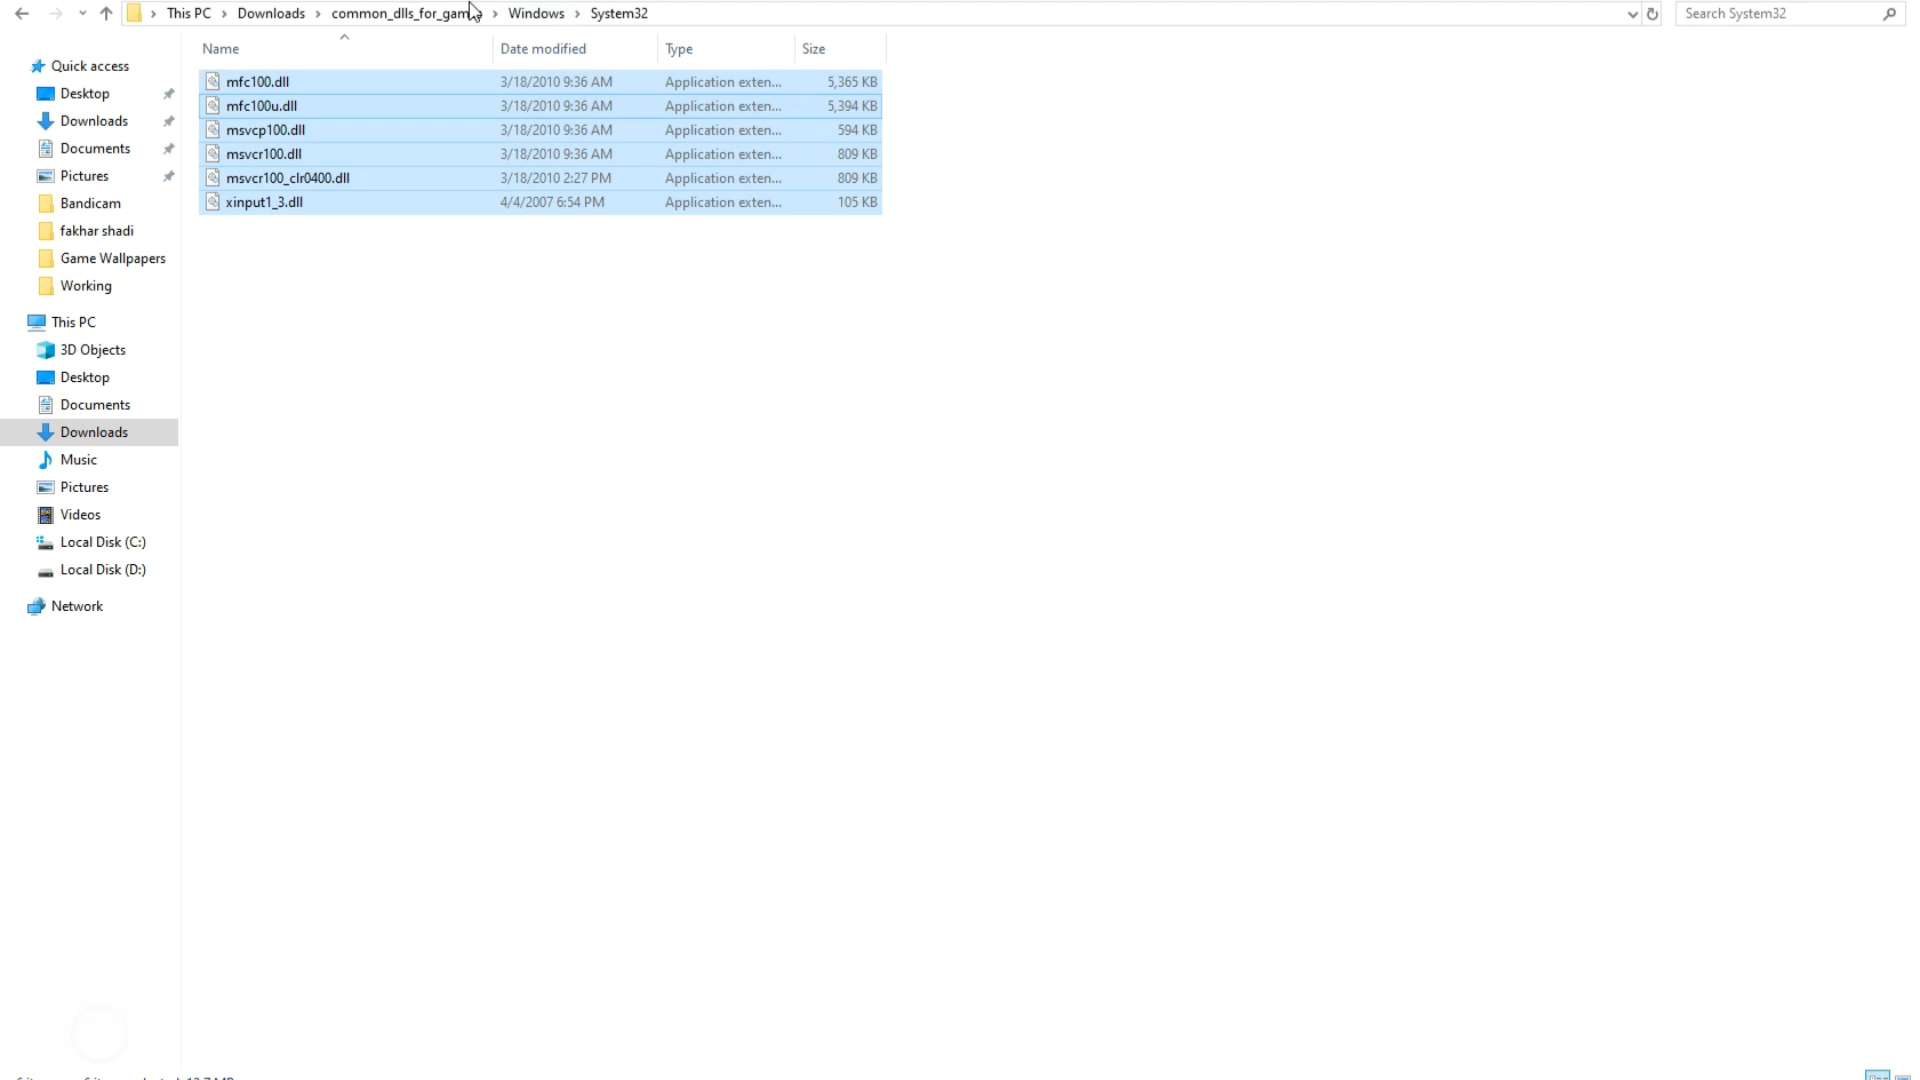 This PC > Downloads > common_dlls_for_gam > Windows > System32
Search System32
Name Date modified Type Size
Quick access
Desktop
Downloads
Documents
Pictures
Bandicam
fakhar shadi
Game Wallpapers
Working
This PC
3D Objects
Desktop
Documents
Downloads
Music
Pictures
Videos
Local Disk (C:)
Local Disk (D:)
Network
mfc100.dll 3/18/2010 9:36 AM Application exten... 5,365 KB
mfc100u.dll 3/18/2010 9:36 AM Application exten... 5,394 KB
msvcp100.dll 3/18/2010 9:36 AM Application exten... 594 KB
msvcr100.dll 3/18/2010 9:36 AM Application exten... 809 KB
msvcr100_clr0400.dll 3/18/2010 2:27 PM Application exten... 809 KB
xinput1_3.dll 4/4/2007 6:54 PM Application exten... 105 KB